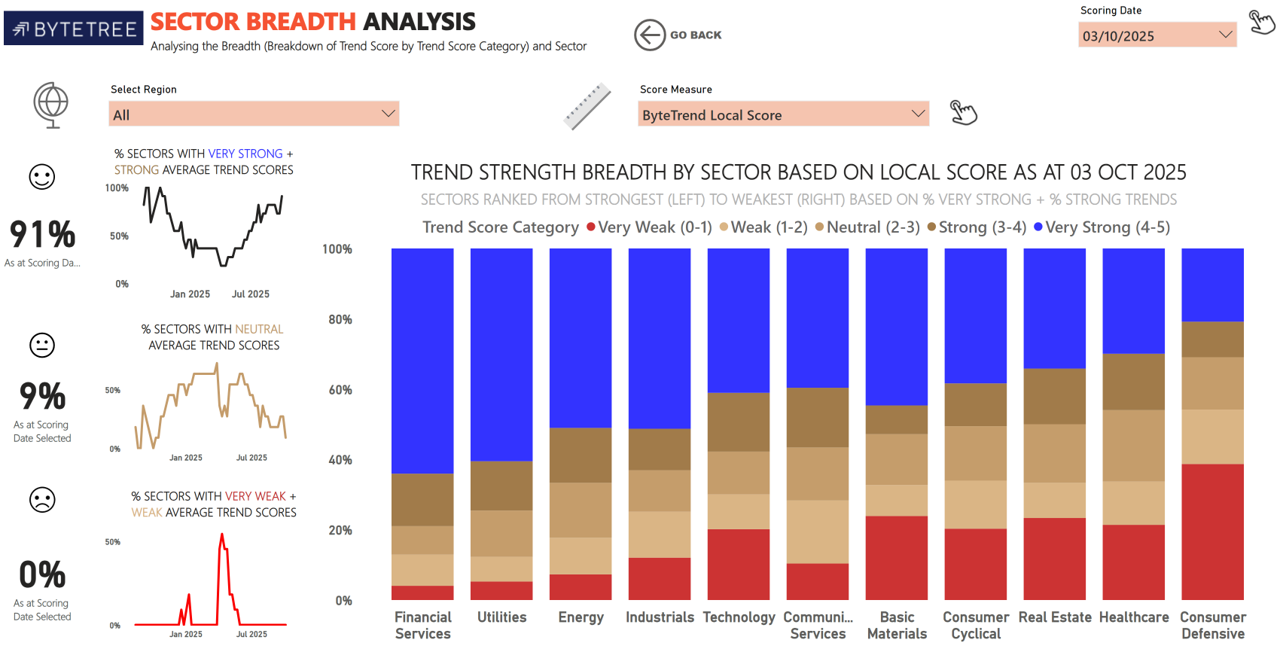 BYTETREE
SECTOR BREADTH ANALYSIS
Analysing the Breadth (Breakdown of Trend Score by Trend Score Category) and Sector
GO BACK
Scoring Date
03/10/2025
Select Region
All
Score Measure
ByteTrend Local Score
91%
As at Scoring Da...
% SECTORS WITH VERY STRONG +
STRONG AVERAGE TREND SCORES
100%
50%
0%
Jan 2025 Jul 2025
9%
As at Scoring
Date Selected
% SECTORS WITH NEUTRAL
AVERAGE TREND SCORES
50%
0%
Jan 2025 Jul 2025
0%
As at Scoring
Date Selected
% SECTORS WITH VERY WEAK +
WEAK AVERAGE TREND SCORES
50%
0%
Jan 2025 Jul 2025
TREND STRENGTH BREADTH BY SECTOR BASED ON LOCAL SCORE AS AT 03 OCT 2025
SECTORS RANKED FROM STRONGEST (LEFT) TO WEAKEST (RIGHT) BASED ON % VERY STRONG + % STRONG TRENDS
Trend Score Category Very Weak (0-1) Weak (1-2) Neutral (2-3) Strong (3-4) Very Strong (4-5)
100%
80%
60%
40%
20%
0%
Financial Services
Utilities
Energy
Industrials
Technology
Communi... Services
Basic Materials
Consumer Cyclical
Real Estate
Healthcare
Consumer Defensive